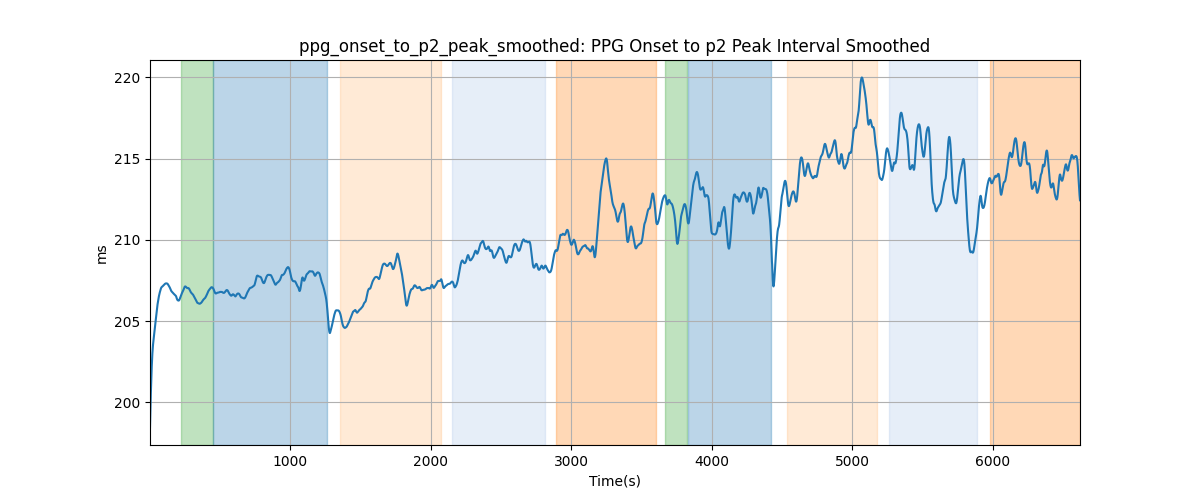 ppg_onset_to_p2_peak_smoothed: PPG Onset to p2 Peak Interval Smoothed
220
215
210
205
200
ms
1000 2000 3000 4000 5000 6000
Time(s)